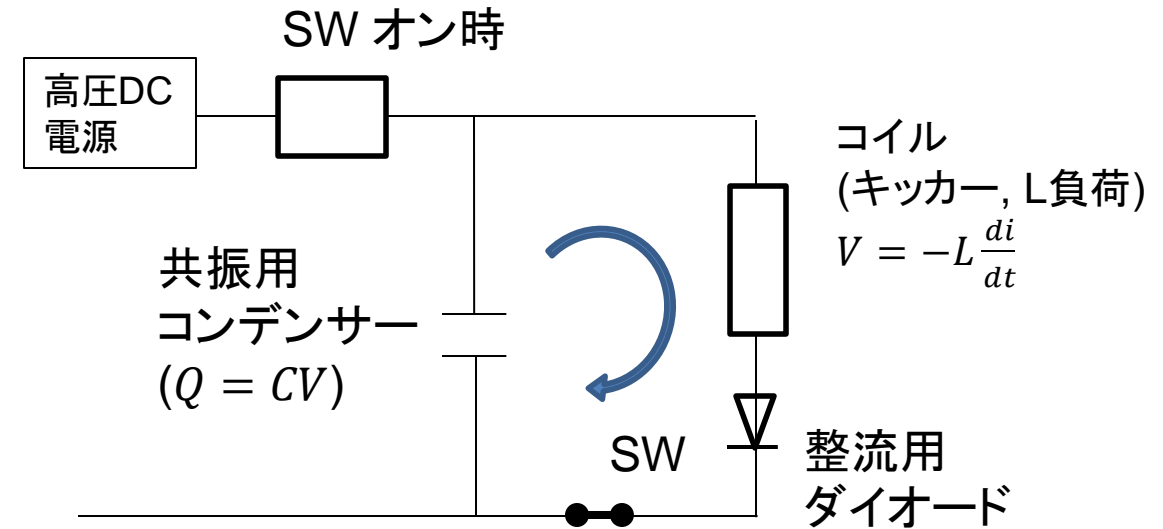 SW オン時
高圧DC
電源
コイル
(キッカー, L負荷)
$V = -L\frac{di}{dt}$
共振用
コンデンサー
(Q = CV)
SW
整流用
ダイオード